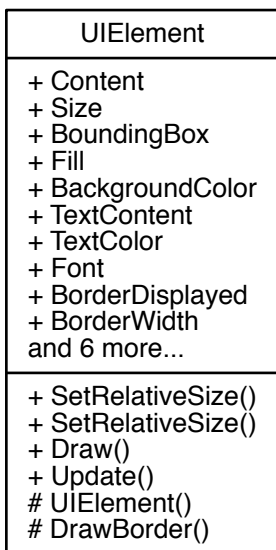 UIElement
+ Content
+ Size
+ BoundingBox
+ Fill
+ BackgroundColor
+ TextContent
+ TextColor
+ Font
+ BorderDisplayed
+ BorderWidth
and 6 more...
+ SetRelativeSize()
+ SetRelativeSize()
+ Draw()
+ Update()
# UIElement()
# DrawBorder()